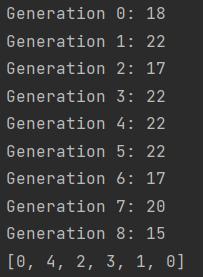 Generation 0: 18
Generation 1: 22
Generation 2: 17
Generation 3: 22
Generation 4: 22
Generation 5: 22
Generation 6: 17
Generation 7: 20
Generation 8: 15
[0, 4, 2, 3, 1, 0]